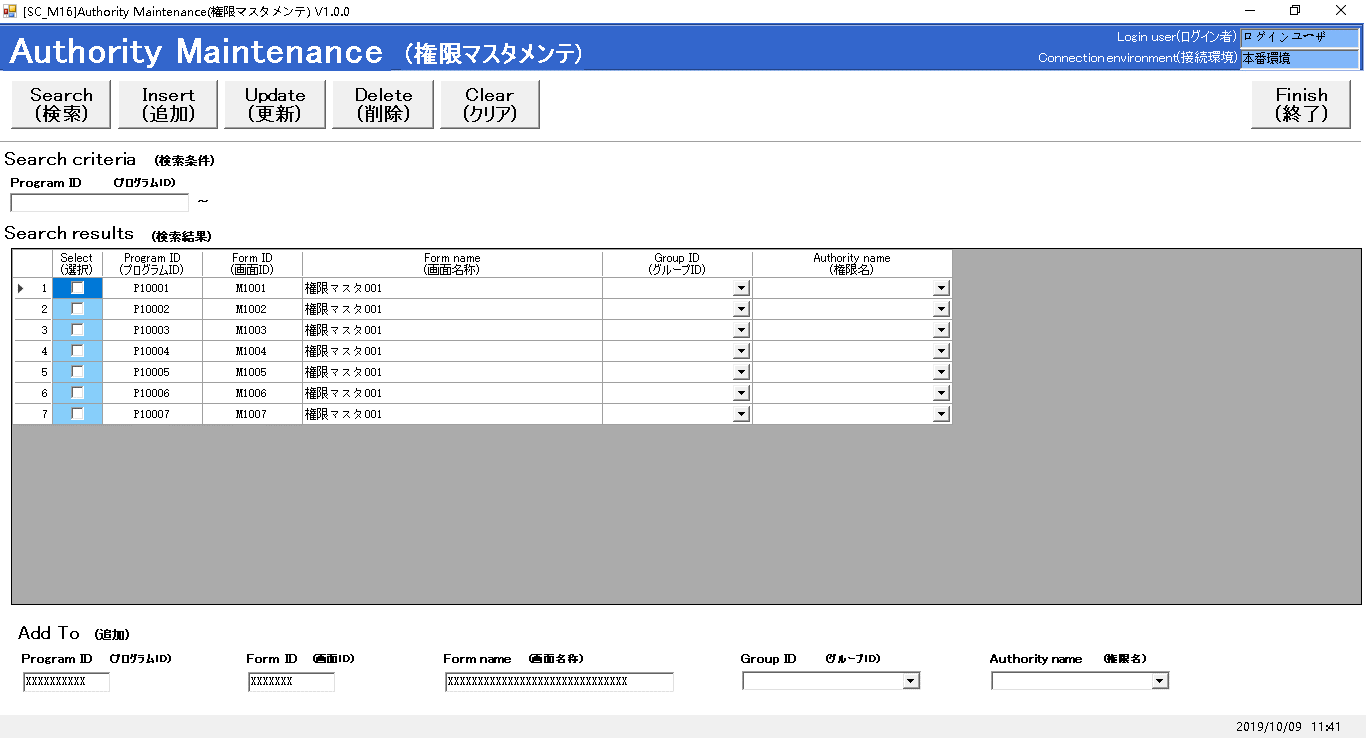 [SC_M16]Authority Maintenance(権限マスタメンテ) V1.0.0
Authority Maintenance (権限マスタメンテ)
Login user(ログイン者) ログインユーザ
Connection environment(接続環境) 本番環境
Search Insert Update Delete Clear Finish
(検索) (追加) (更新) (削除) (クリア) (終了)
Search criteria (検索条件)
Program ID (プログラムID)
~
Search results (検索結果)
Select Program ID Form ID Form name Group ID Authority name
(選択) (プログラムID) (画面ID) (画面名称) (グループID) (権限名)
1 P10001 M1001 権限マスタ001
2 P10002 M1002 権限マスタ001
3 P10003 M1003 権限マスタ001
4 P10004 M1004 権限マスタ001
5 P10005 M1005 権限マスタ001
6 P10006 M1006 権限マスタ001
7 P10007 M1007 権限マスタ001
Add To (追加)
Program ID (プログラムID) Form ID (画面ID) Form name (画面名称) Group ID (グループID) Authority name (権限名)
XXXXXXXXXX XXXXXXX XXXXXXXXXXXXXXXXXXXXXXXXXXXXXX
2019/10/09 11:41